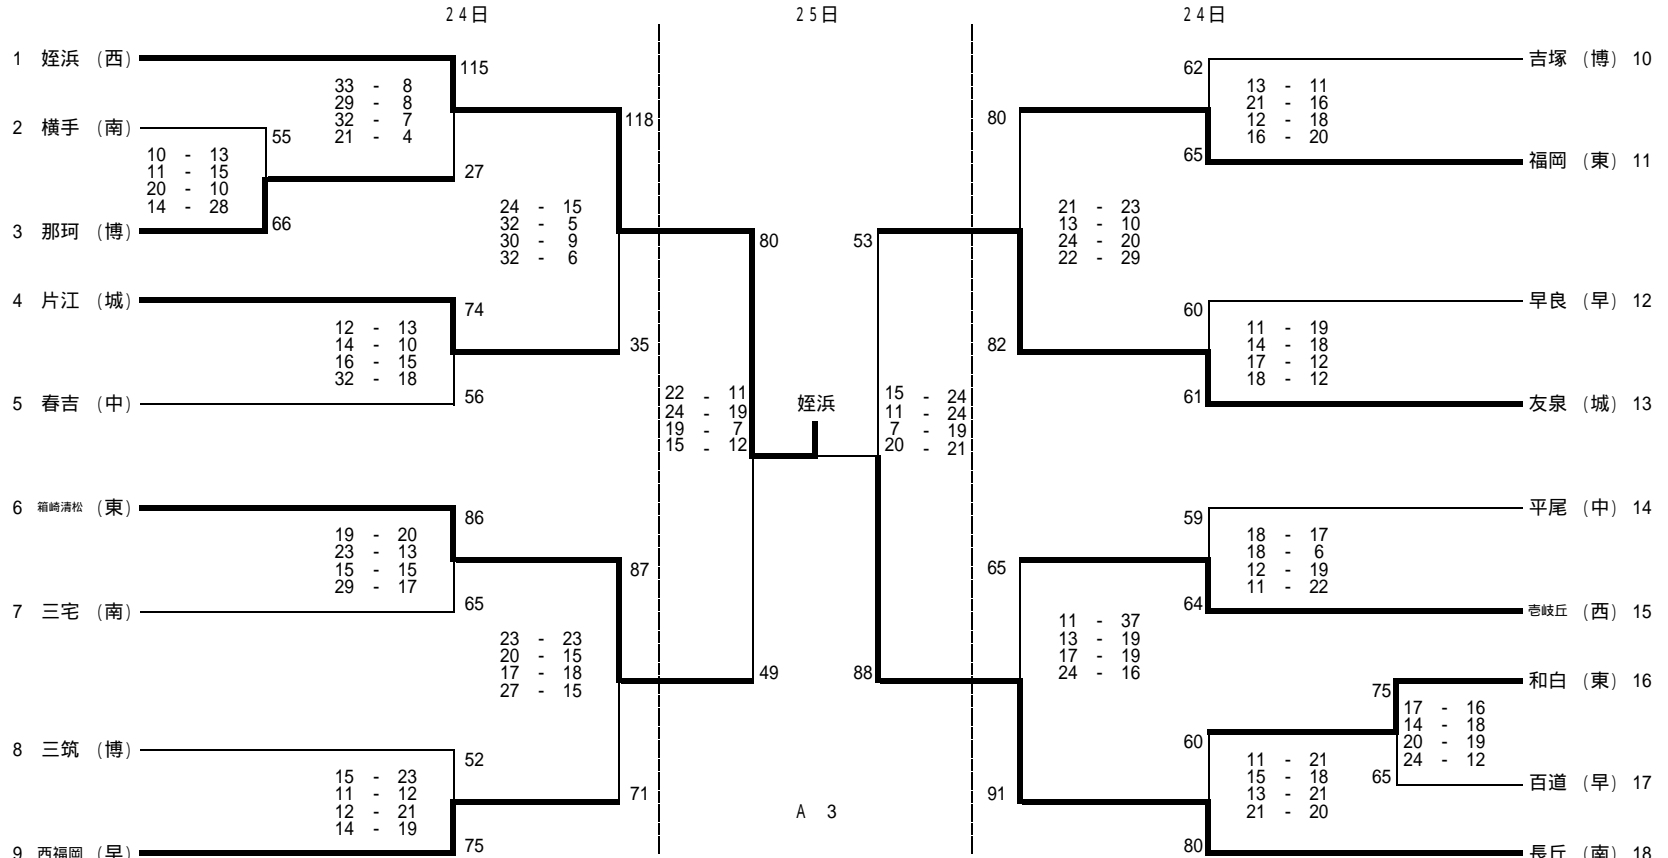 24日
25日
24日
1 姪浜 (西)
115
33 - 8
29 - 8
32 - 7
21 - 4
118
2 横手 (南)
55
10 - 13
11 - 15
20 - 10
14 - 28
27
3 那珂 (博)
66
24 - 15
32 - 5
30 - 9
32 - 6
80
4 片江 (城)
74
12 - 13
14 - 10
16 - 15
32 - 18
35
5 春吉 (中)
56
22 - 11
24 - 19
19 - 7
15 - 12
6 箱崎清松 (東)
86
19 - 20
23 - 13
15 - 15
29 - 17
87
7 三宅 (南)
65
23 - 23
20 - 15
17 - 18
27 - 15
49
8 三筑 (博)
52
15 - 23
11 - 12
12 - 21
14 - 19
71
9 西福岡 (早)
75
姪浜
A 3
吉塚 (博) 10
62
13 - 11
21 - 16
12 - 18
16 - 20
80
福岡 (東) 11
65
21 - 23
13 - 10
24 - 20
22 - 29
53
早良 (早) 12
60
11 - 19
14 - 18
17 - 12
18 - 12
82
友泉 (城) 13
61
15 - 24
11 - 24
7 - 19
20 - 21
平尾 (中) 14
59
18 - 17
18 - 6
12 - 19
11 - 22
65
壱岐丘 (西) 15
64
11 - 37
13 - 19
17 - 19
24 - 16
88
和白 (東) 16
75
17 - 16
14 - 18
20 - 19
24 - 12
60
百道 (早) 17
65
11 - 21
15 - 18
13 - 21
21 - 20
91
長丘 (南) 18
80